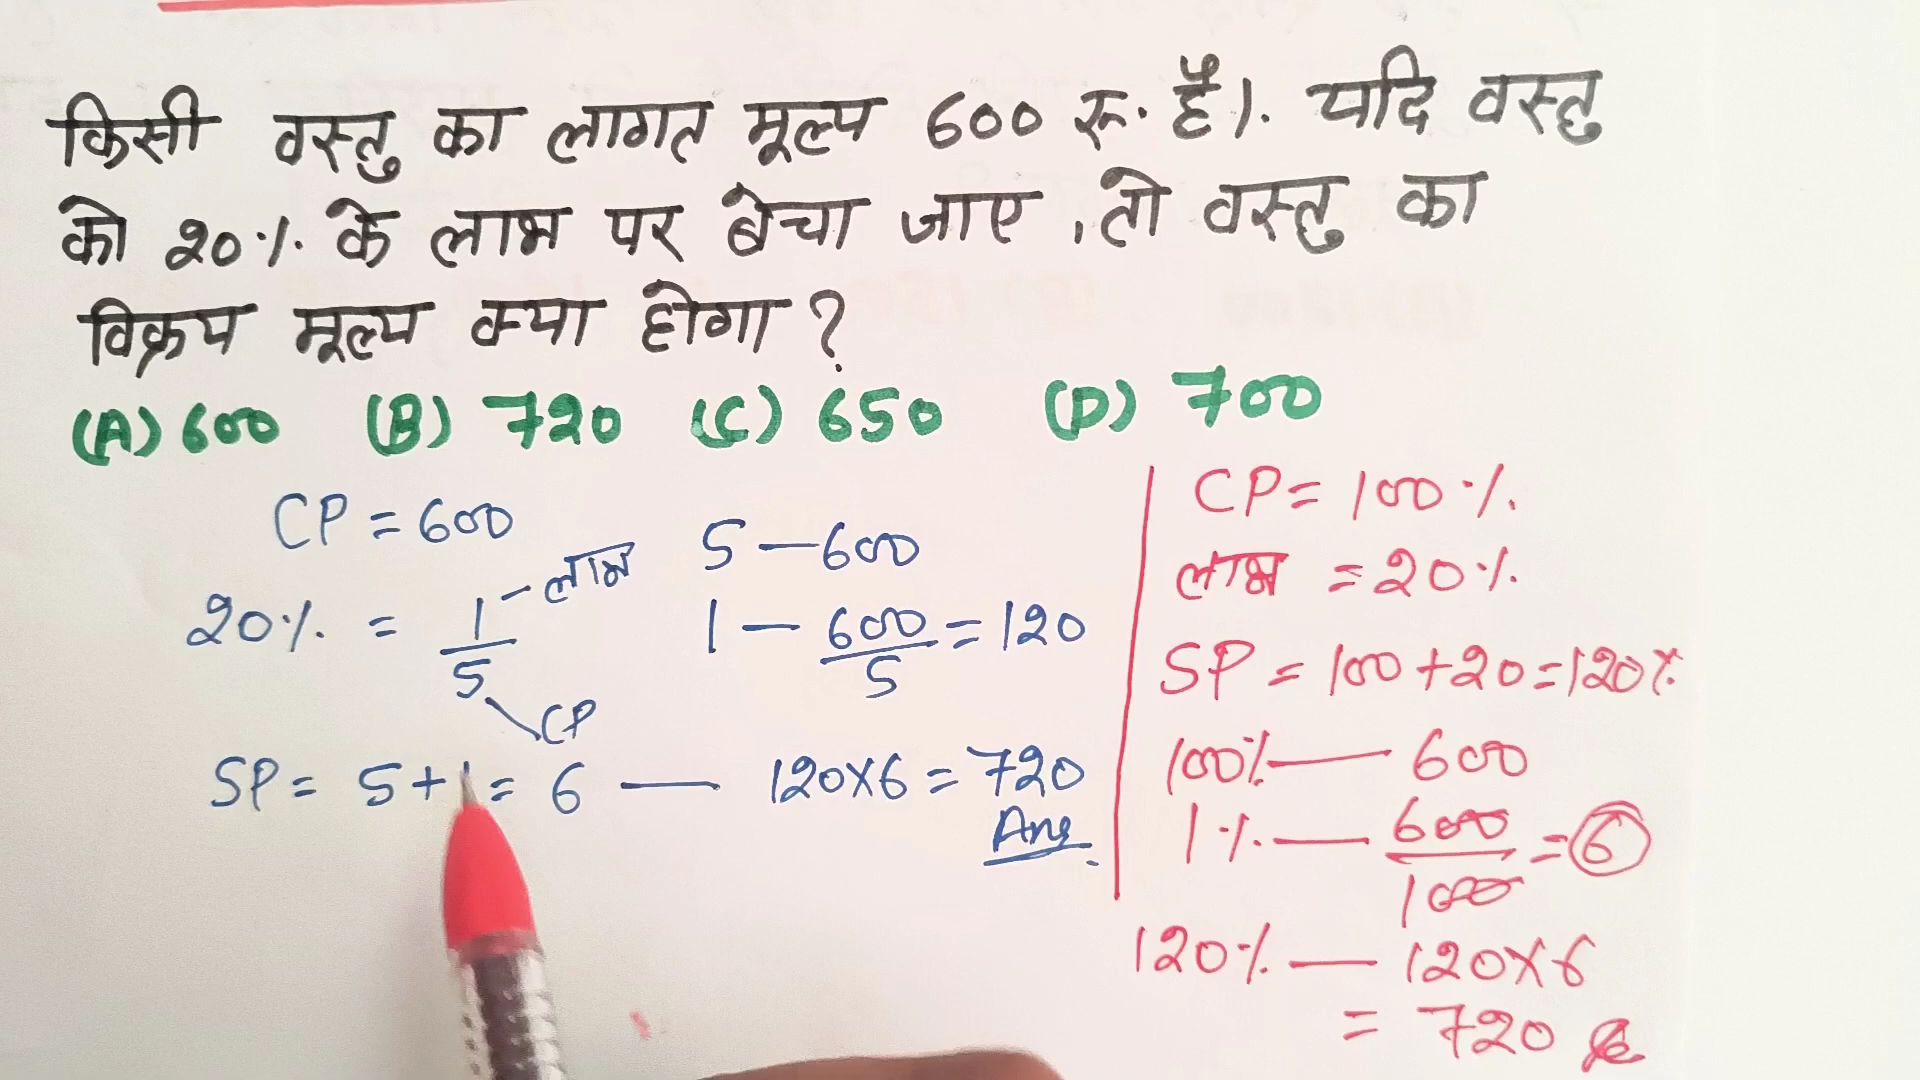 किसी वस्तु का लागत मूल्य 600 रू. है।. यदि वस्तु
को 20%. के लाभ पर बेचा जाए, तो वस्तु का
विक्रय मूल्य क्या होगा?
(A) 600 (B) 720 (C) 650 (D) 700
CP = 600
20% = 1/5
लाभ
CP
5 — 600
1 — 600/5 = 120
SP = 5+1 = 6 — 120×6 = 720
Ans.
CP = 100%.
लाभ = 20%.
SP = 100+20 = 120%
100% — 600
1% — 600/100 = 6
120% — 120×6
= 720